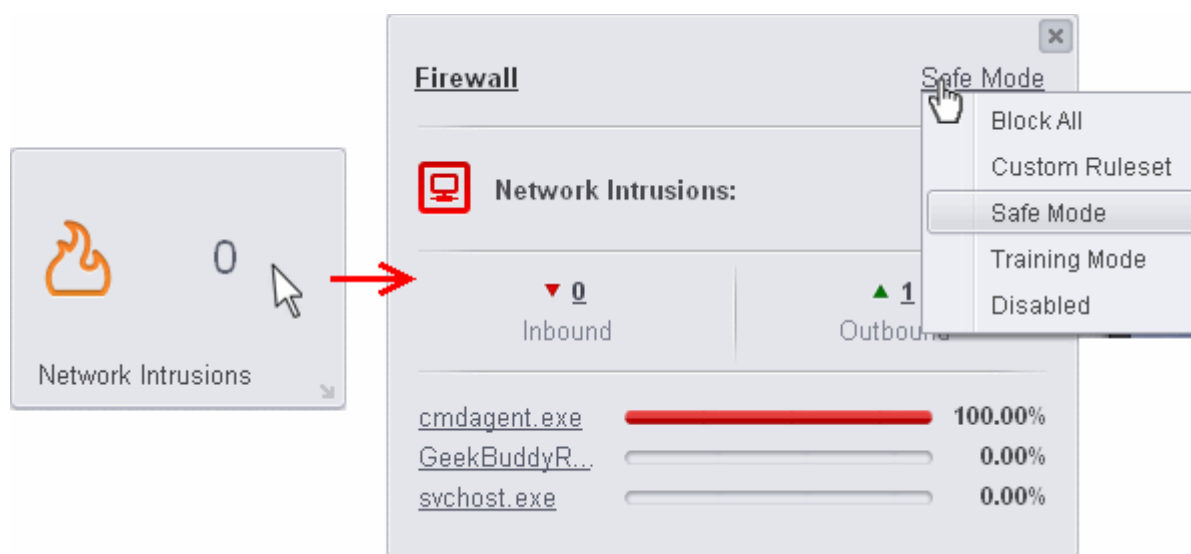 0
Network Intrusions
Firewall
Safe Mode
Block All
Custom Ruleset
Safe Mode
Training Mode
Disabled
Network Intrusions:
0
Inbound
1
Outbound
cmdagent.exe 100.00%
GeekBuddyR... 0.00%
svchost.exe 0.00%